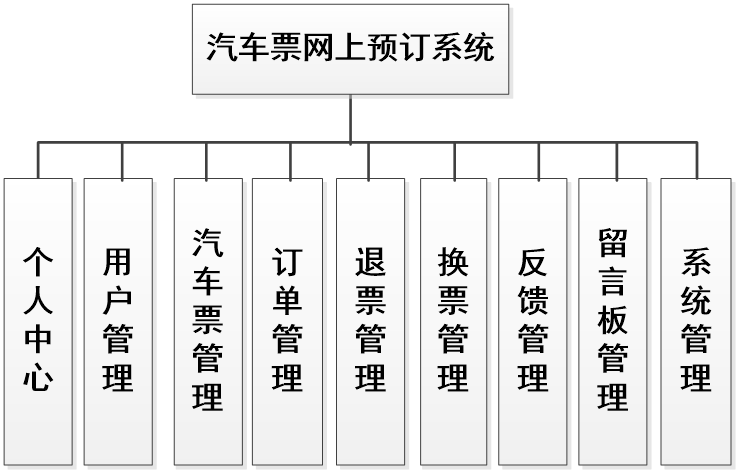 汽车票网上预订系统
个人中心
用户管理
汽车票管理
订单管理
退票管理
换票管理
反馈管理
留言板管理
系统管理